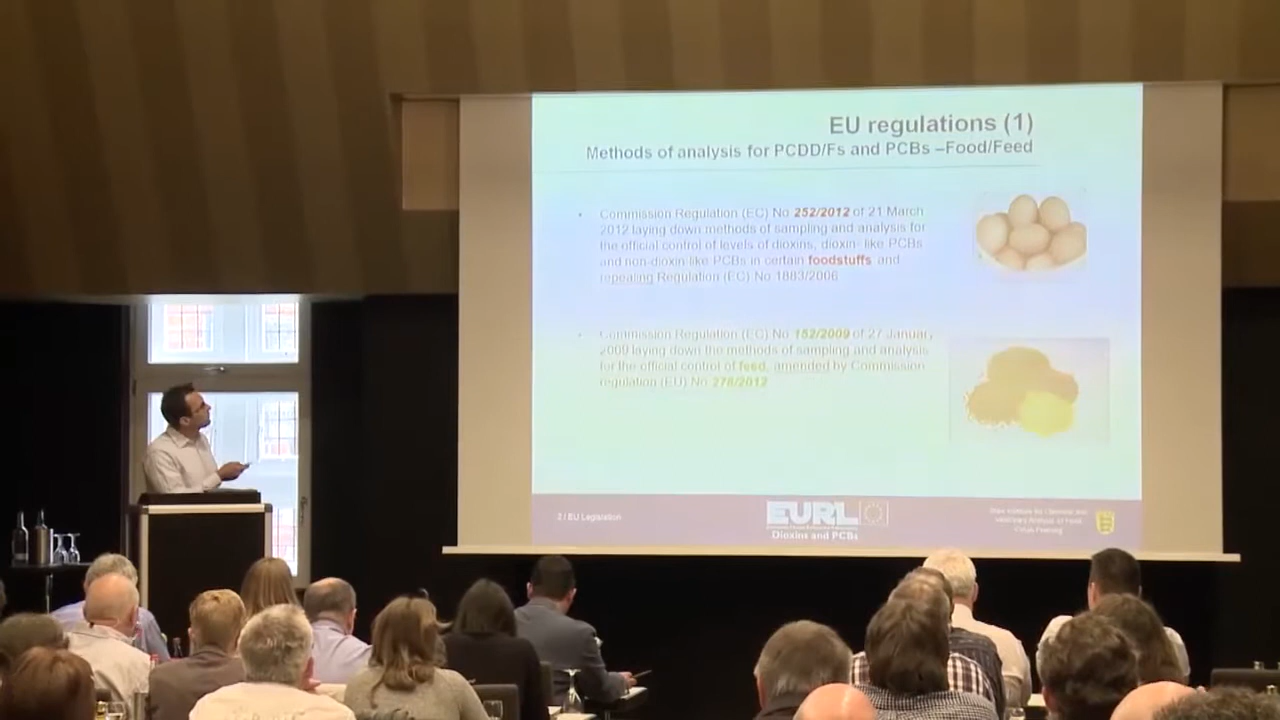 EU regulations (1)
Methods of analysis for PCDD/Fs and PCBs –Food/Feed
• Commission Regulation (EC) No 252/2012 of 21 March
2012 laying down methods of sampling and analysis for
the official control of levels of dioxins, dioxin- like PCBs
and non-dioxin-like PCBs in certain foodstuffs and
repealing Regulation (EC) No 1883/2006
• Commission Regulation (EC) No 152/2009 of 27 January
2009 laying down the methods of sampling and analysis
for the official control of feed, amended by Commission
regulation (EU) No 278/2012
2 / EU Legislation
EURL
Dioxins and PCBs